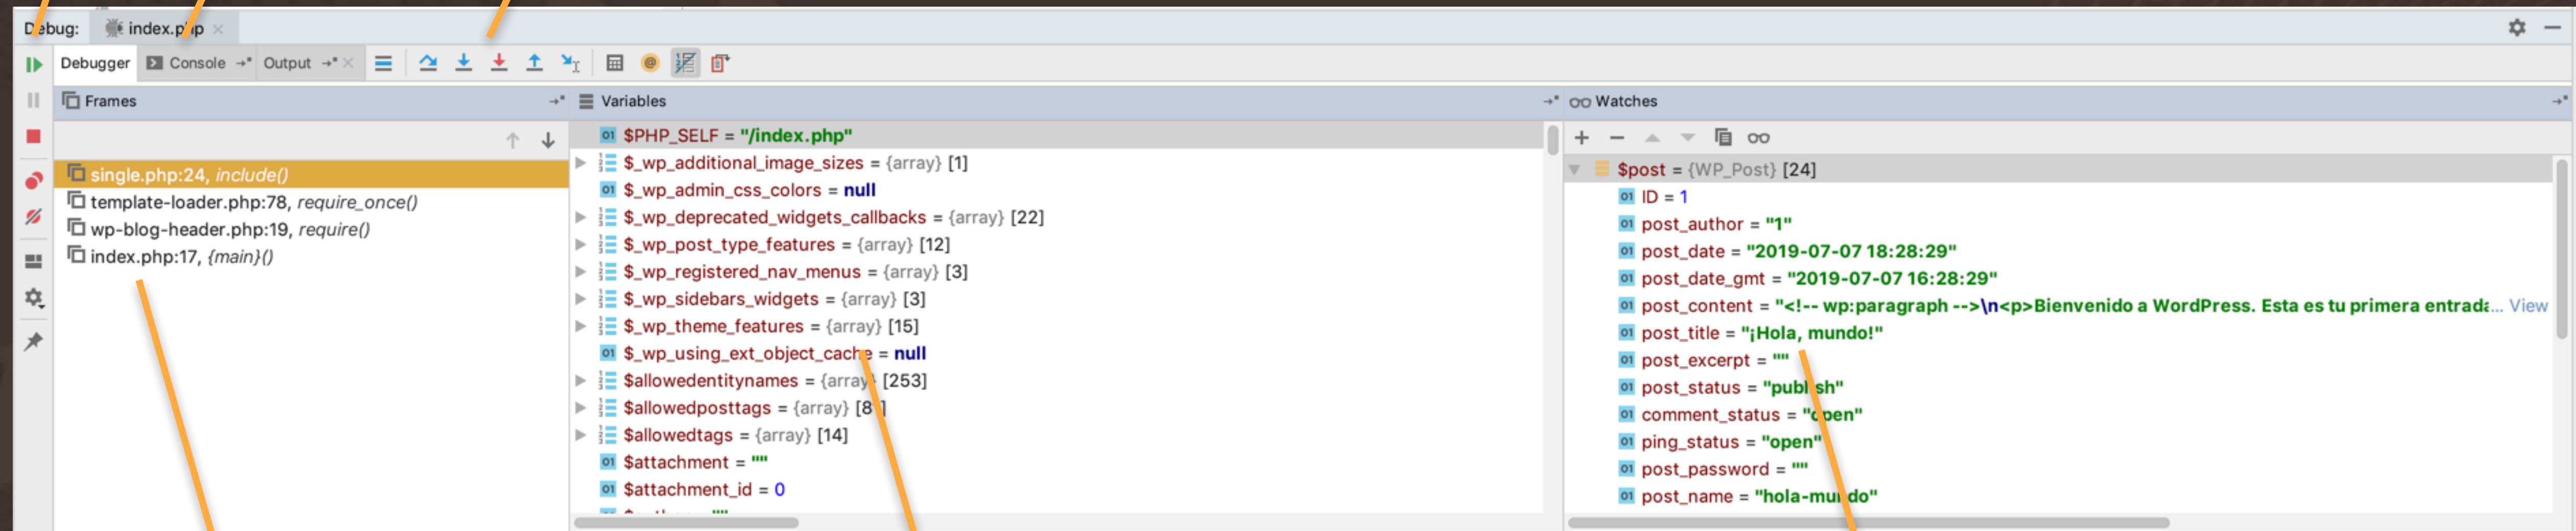 Debug: index.php
Debugger Console Output
Frames
single.php:24, include()
template-loader.php:78, require_once()
wp-blog-header.php:19, require()
index.php:17, {main}()
Variables
$PHP_SELF = "/index.php"
$_wp_additional_image_sizes = {array} [1]
$_wp_admin_css_colors = null
$_wp_deprecated_widgets_callbacks = {array} [22]
$_wp_post_type_features = {array} [12]
$_wp_registered_nav_menus = {array} [3]
$_wp_sidebars_widgets = {array} [3]
$_wp_theme_features = {array} [15]
$_wp_using_ext_object_cache = null
$allowedentitynames = {array} [253]
$allowedposttags = {array}
$allowedtags = {array} [14]
$attachment = ""
$attachment_id = 0
Watches
$post = {WP_Post} [24]
ID = 1
post_author = "1"
post_date = "2019-07-07 18:28:29"
post_date_gmt = "2019-07-07 16:28:29"
post_content = "<!-- wp:paragraph -->\n<p>Bienvenido a WordPress. Esta es tu primera entrada... View
post_title = "¡Hola, mundo!"
post_excerpt = ""
post_status = "publish"
comment_status = "open"
ping_status = "open"
post_password = ""
post_name = "hola-mundo"